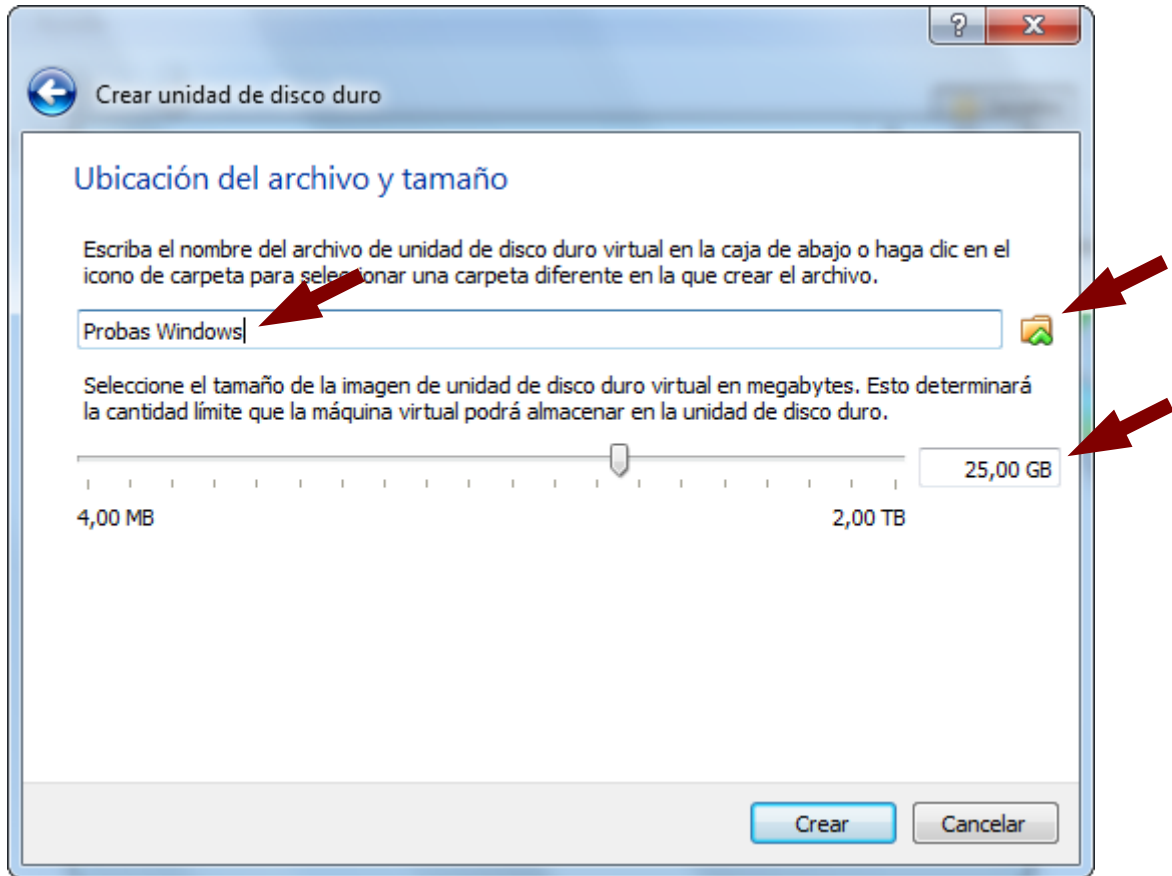 Crear unidad de disco duro
Ubicación del archivo y tamaño
Escriba el nombre del archivo de unidad de disco duro virtual en la caja de abajo o haga clic en el
icono de carpeta para seleccionar una carpeta diferente en la que crear el archivo.
Probas Windows
Seleccione el tamaño de la imagen de unidad de disco duro virtual en megabytes. Esto determinará
la cantidad límite que la máquina virtual podrá almacenar en la unidad de disco duro.
25,00 GB
4,00 MB 2,00 TB
Crear Cancelar